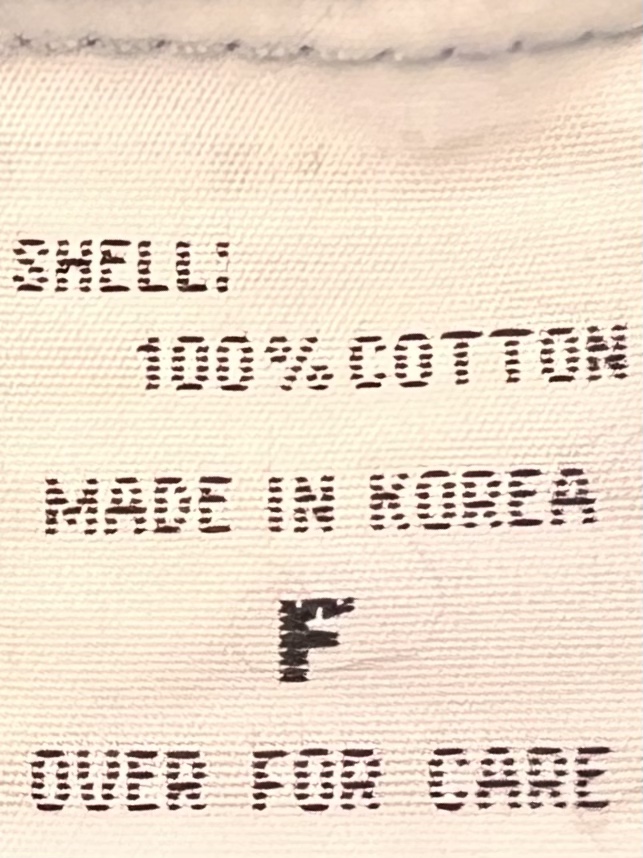 SHELL:
100% COTTON
MADE IN KOREA
F
OVER FOR CARE